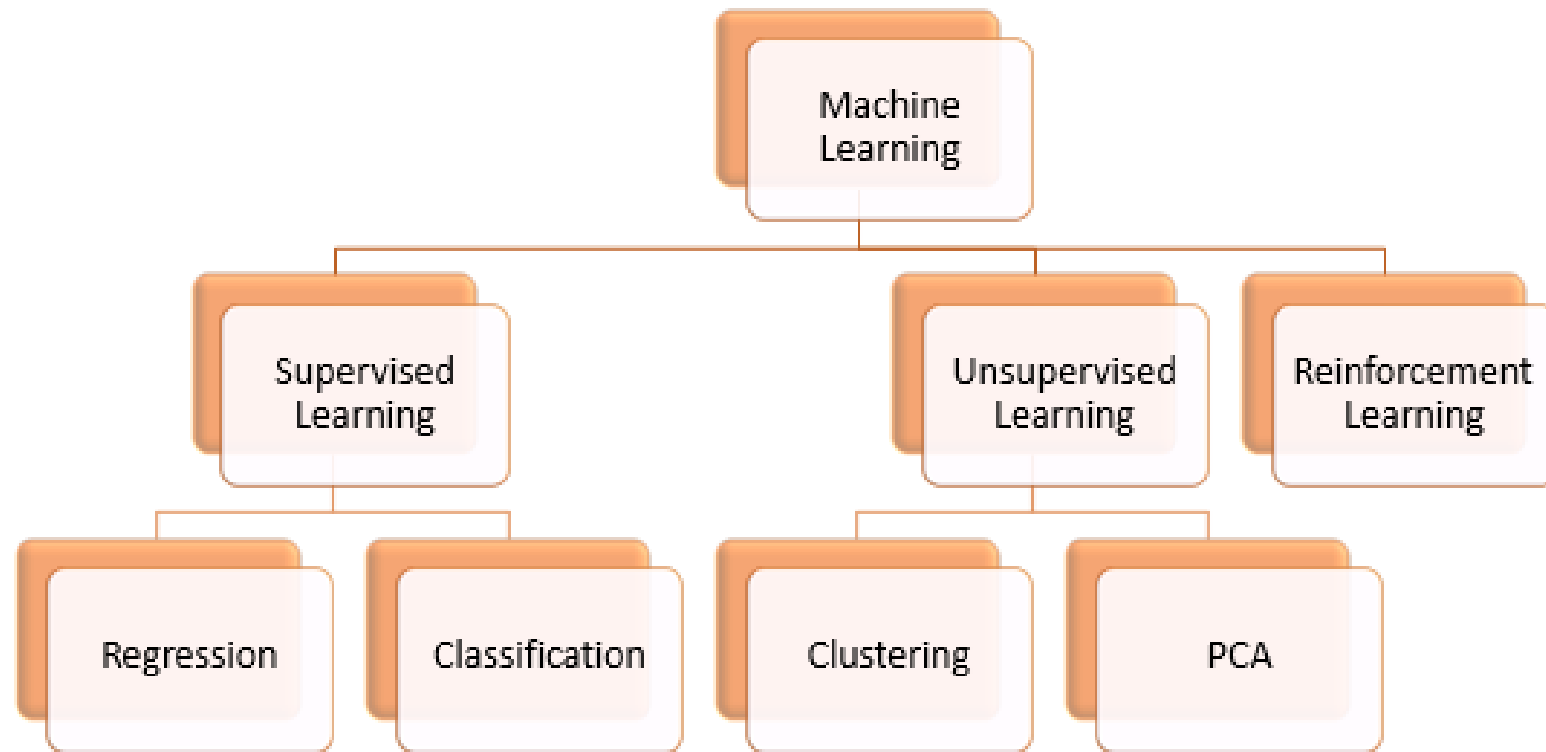 Machine
Learning
Supervised
Learning
Unsupervised
Learning
Reinforcement
Learning
Regression
Classification
Clustering
PCA